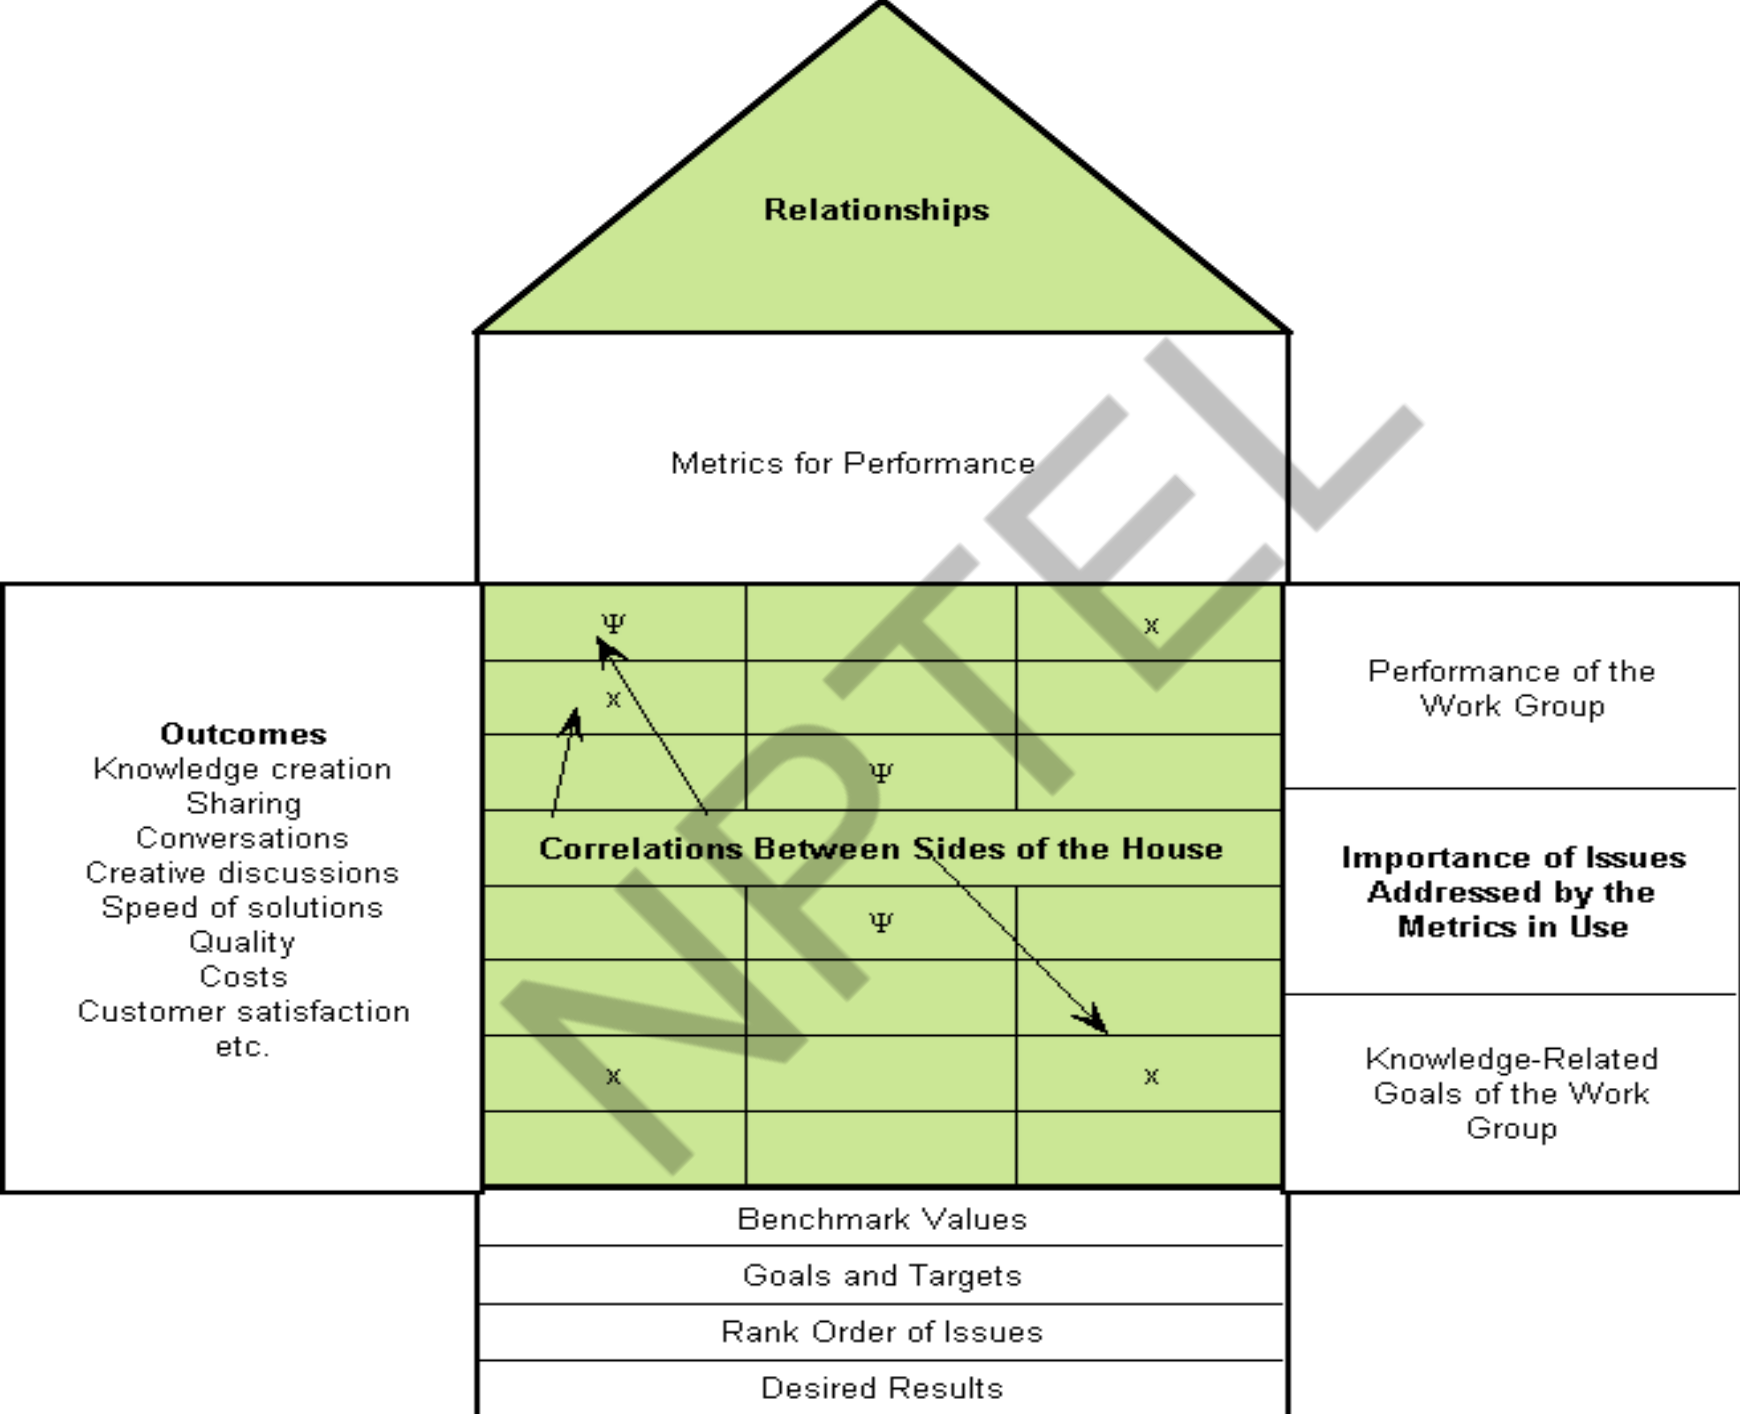 Relationships
Metrics for Performance
NPTEL
Ψ
x
x
Ψ
Correlations Between Sides of the House
Ψ
x
x
Outcomes
Knowledge creation
Sharing
Conversations
Creative discussions
Speed of solutions
Quality
Costs
Customer satisfaction
etc.
Performance of the
Work Group
Importance of Issues
Addressed by the
Metrics in Use
Knowledge-Related
Goals of the Work
Group
Benchmark Values
Goals and Targets
Rank Order of Issues
Desired Results